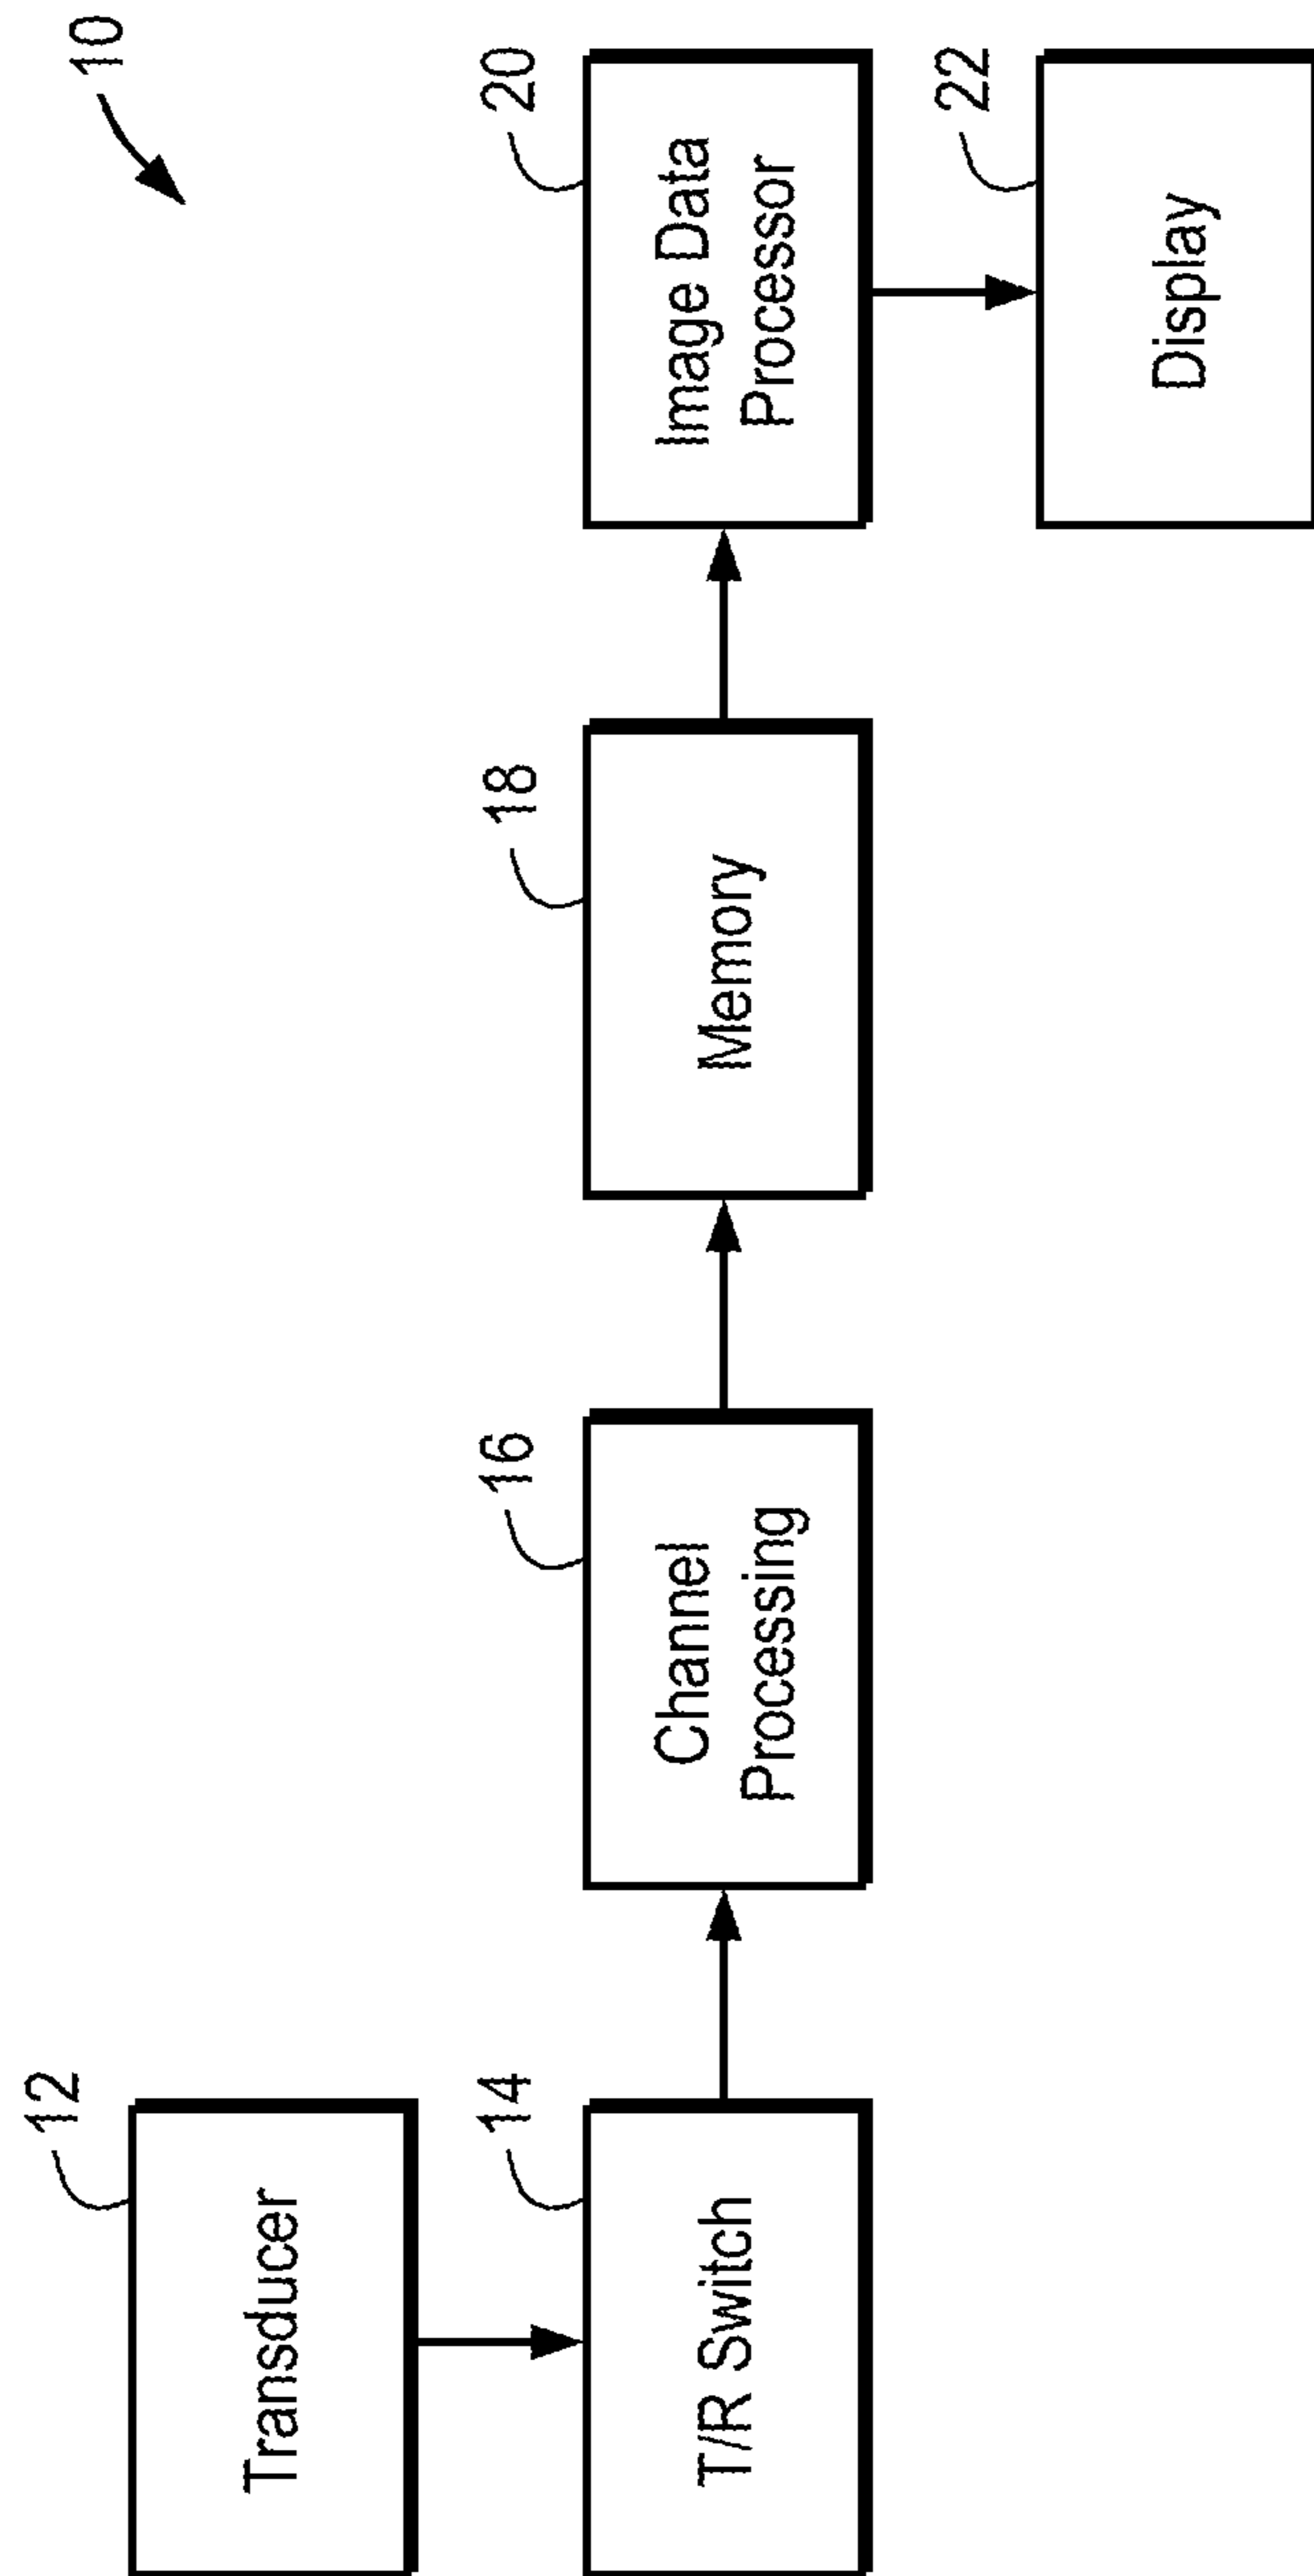 10
12
Transducer
14
T/R Switch
16
Channel
Processing
18
Memory
20
Image Data
Processor
22
Display